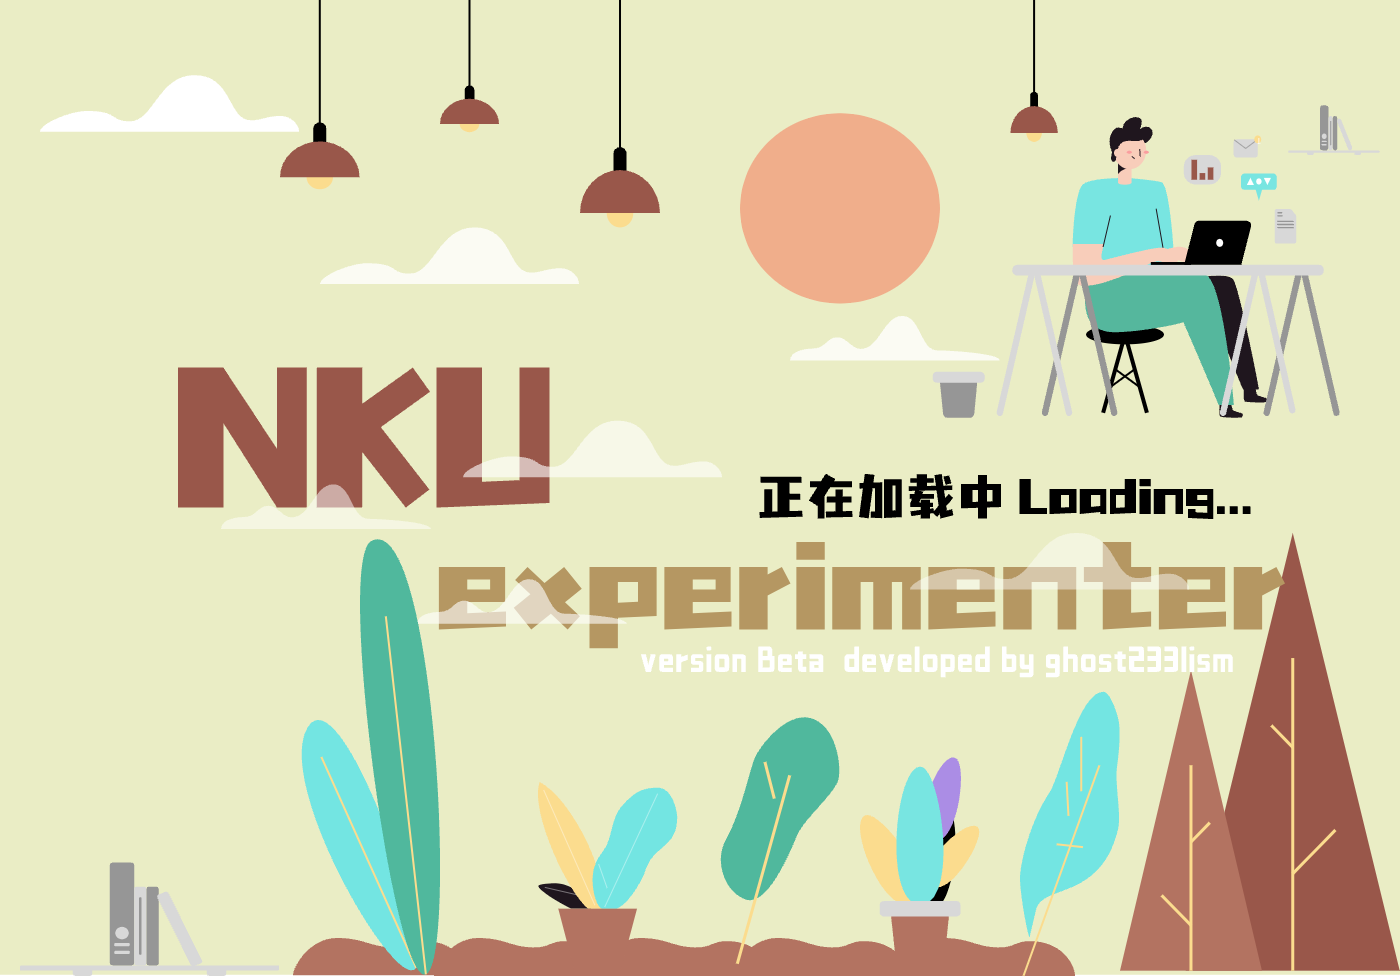 NKU
正在加载中 Loading...
experimenter
version Beta developed by ghost233lism